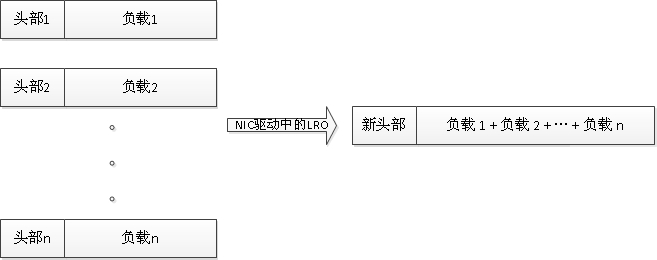 头部1 负载1
头部2 负载2
NIC驱动中的LRO
新头部 负载 1 + 负载 2 + … + 负载 n
头部n 负载n